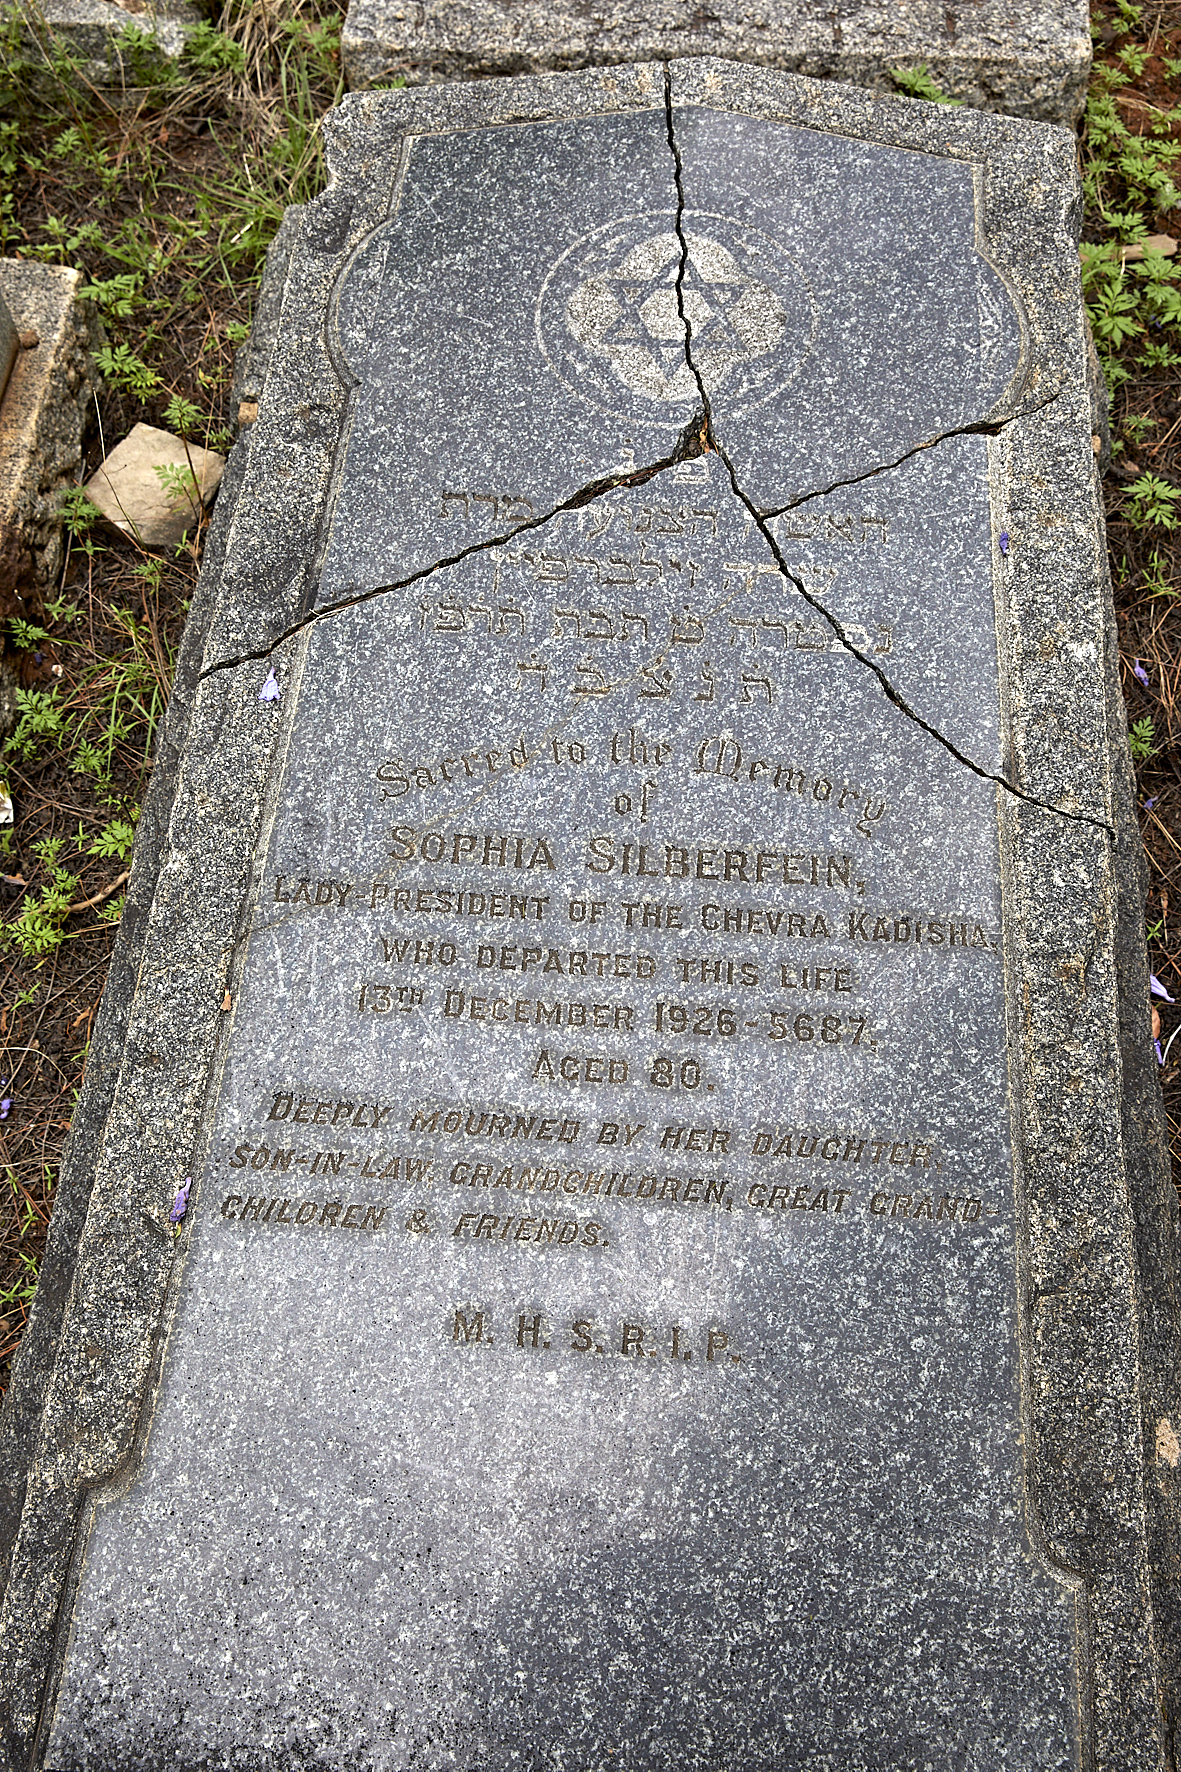 פ נ
האשה הצנועה מרת
שרה זילברפיין
נפטרה תבת תרפז
ת נ צ ב ה
Sacred to the Memory
of
SOPHIA SILBERFEIN,
LADY-PRESIDENT OF THE CHEVRA KADISHA,
WHO DEPARTED THIS LIFE
13TH DECEMBER 1926-5687.
AGED 80.
DEEPLY MOURNED BY HER DAUGHTER,
SON-IN-LAW, GRANDCHILDREN, GREAT GRAND-
CHILDREN & FRIENDS.
M. H. S. R. I. P.